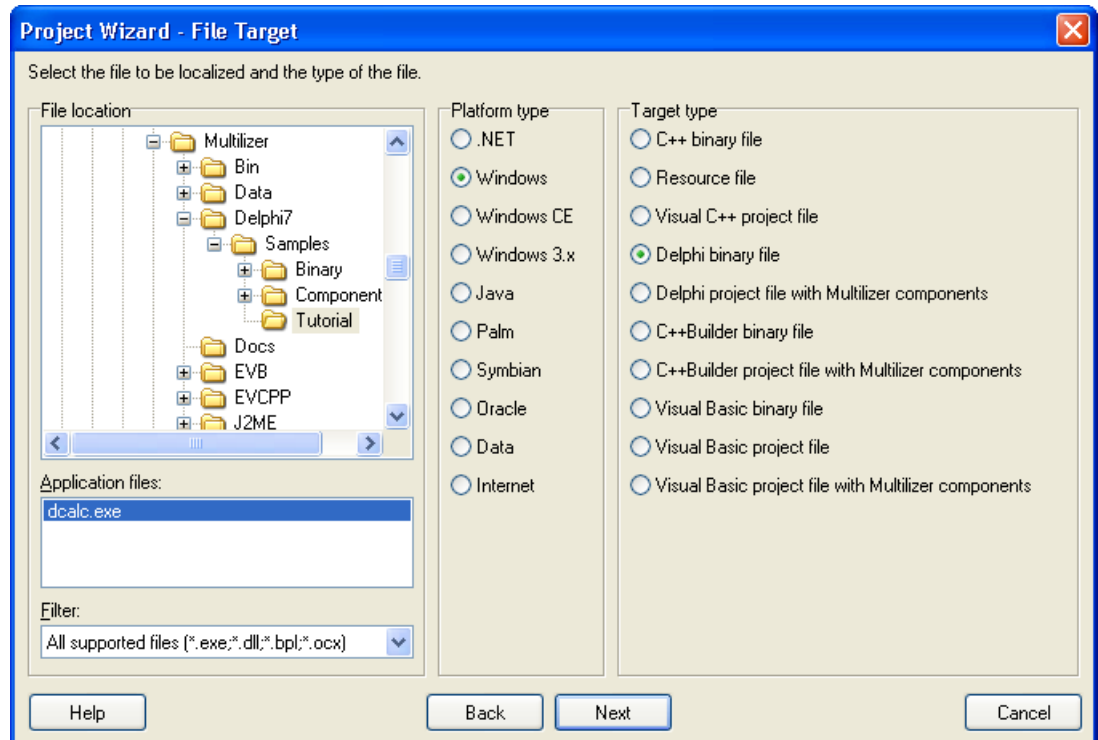 Project Wizard - File Target
Select the file to be localized and the type of the file.
File location
Multilizer
Bin
Data
Delphi7
Samples
Binary
Component
Tutorial
Docs
EVB
EVCPP
J2ME
Application files:
dcalc.exe
Filter:
All supported files (*.exe;*.dll;*.bpl;*.ocx)
Platform type
.NET
Windows
Windows CE
Windows 3.x
Java
Palm
Symbian
Oracle
Data
Internet
Target type
C++ binary file
Resource file
Visual C++ project file
Delphi binary file
Delphi project file with Multilizer components
C++Builder binary file
C++Builder project file with Multilizer components
Visual Basic binary file
Visual Basic project file
Visual Basic project file with Multilizer components
Help
Back
Next
Cancel